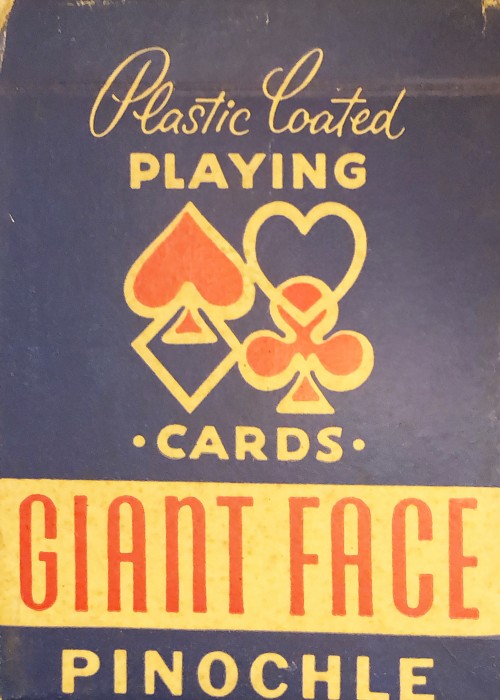 Plastic Coated
PLAYING
·CARDS·
GIANT FACE
PINOCHLE